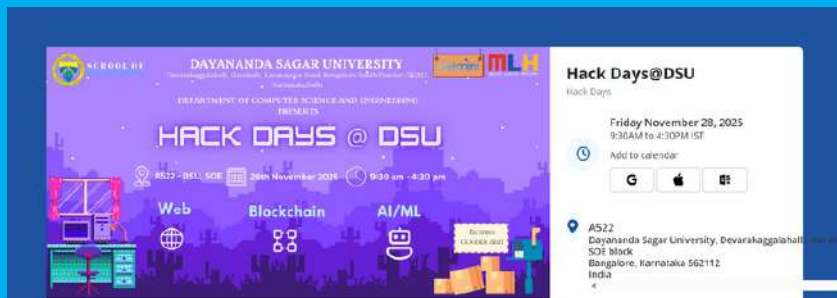 SCHOOL OF
DAYANANDA SAGAR UNIVERSITY
MLH
DEPARTMENT OF COMPUTER SCIENCE AND ENGINEERING
PRESENTS
HACK DAYS @ DSU
A522 - DSU, SOE
28th November 2025
9:30 am - 4:30 pm
Web
Blockchain
AI/ML
Hack Days@DSU
Hack Days
Friday November 28, 2025
9:30AM to 4:30PM IST
Add to calendar
G
A522
Dayananda Sagar University, Devarakaggalahalli
SOE block
Bangalore, Karnataka 562112
India